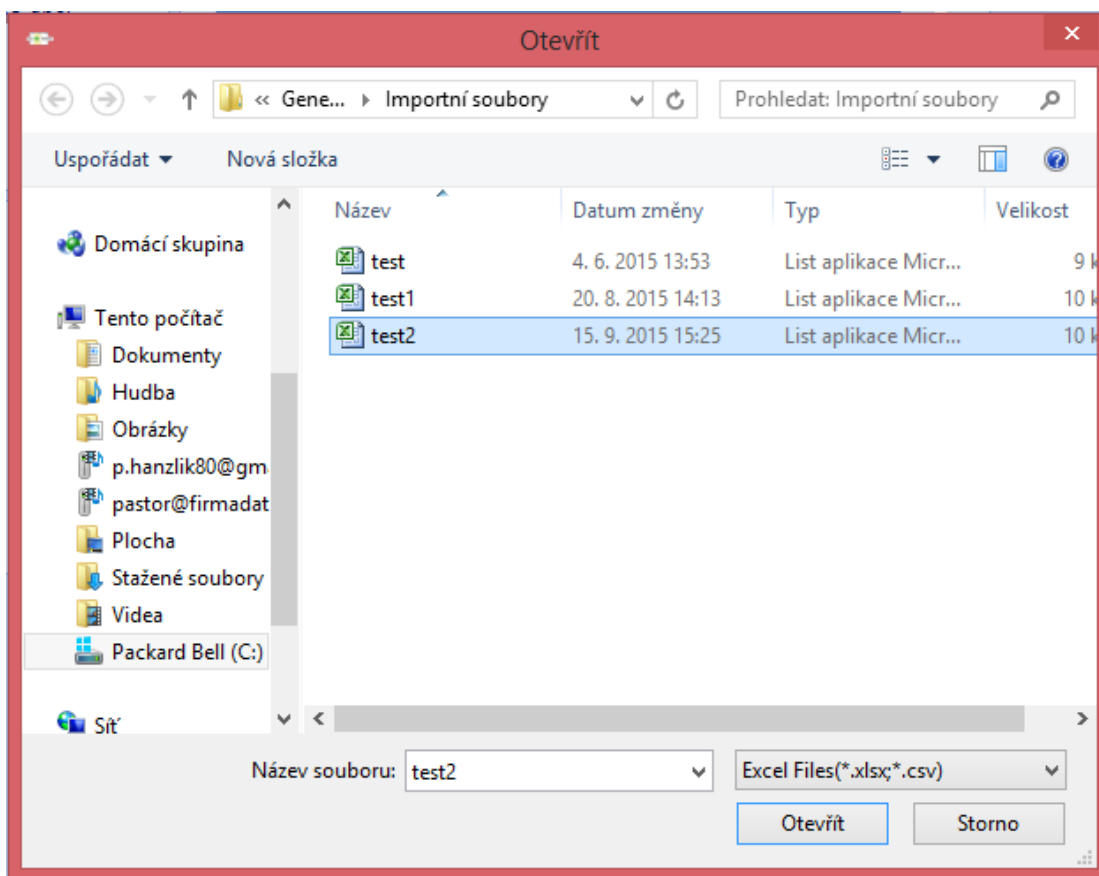 Otevřít
« Gene... Importní soubory Prohledat: Importní soubory
Uspořádat Nová složka
Název Datum změny Typ Velikost
Domácí skupina
test 4. 6. 2015 13:53 List aplikace Micr... 9 k
test1 20. 8. 2015 14:13 List aplikace Micr... 10 k
test2 15. 9. 2015 15:25 List aplikace Micr... 10 k
Tento počítač
Dokumenty
Hudba
Obrázky
p.hanzlik80@gm
pastor@firmadat
Plocha
Stažené soubory
Videa
Packard Bell (C:)
Síť
Název souboru: test2 Excel Files(*.xlsx;*.csv)
Otevřít Storno